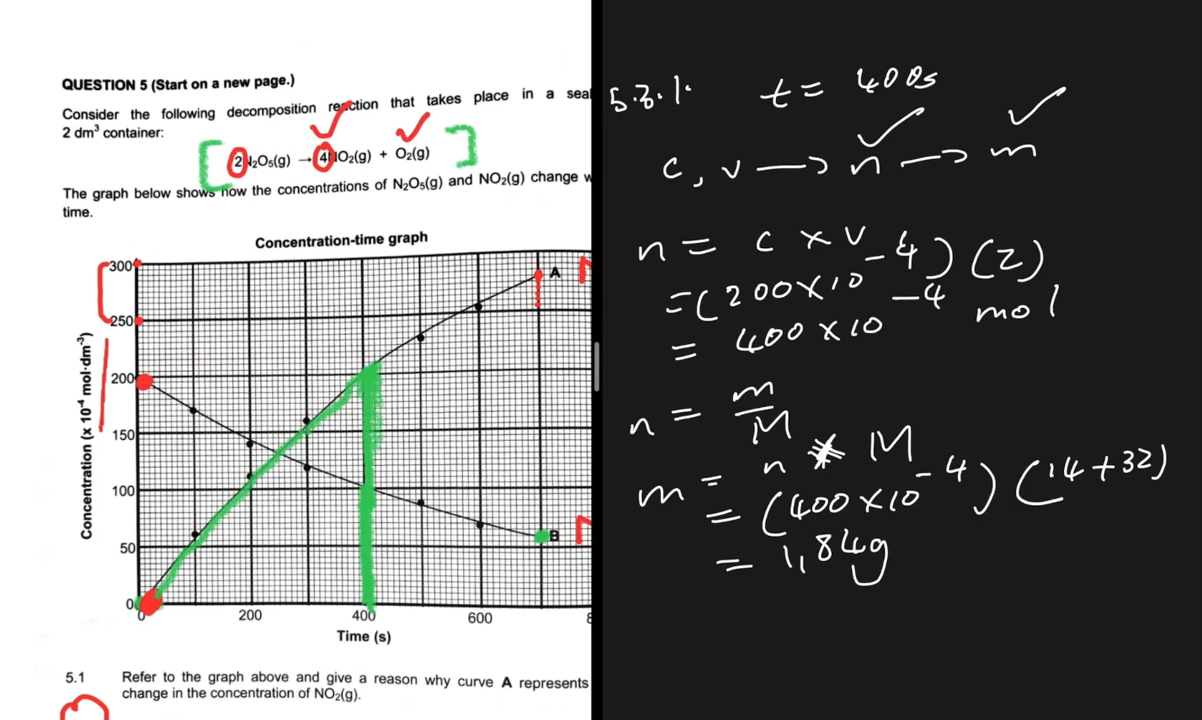 QUESTION 5 (Start on a new page.)
Consider the following decomposition reaction that takes place in a sea
2 dm³ container:
2N₂O₅(g) → 4NO₂(g) + O₂(g)
The graph below shows how the concentrations of N₂O₅(g) and NO₂(g) change w
time.
Concentration-time graph
Concentration (x 10⁻⁴ mol·dm⁻³)
300
250
200
150
100
50
0
A
B
0 200 400 600 8
Time (s)
5.1 Refer to the graph above and give a reason why curve A represents
change in the concentration of NO₂(g).
5.3.1. t = 400s
c, v → n → m
n = c × v
= (200×10⁻⁴)(2)
= 400×10⁻⁴ mol
n = m/M
m = n * M
= (400×10⁻⁴)(14+32)
= 1,84g